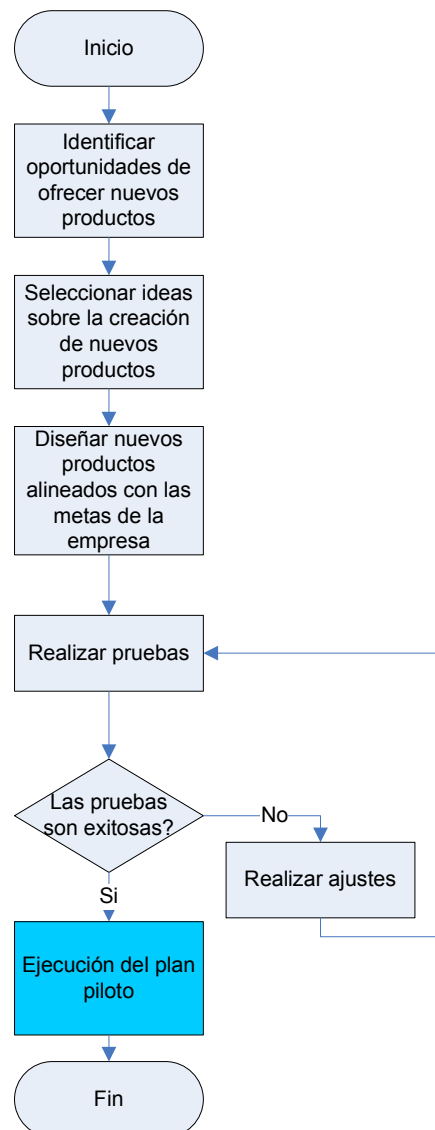 Inicio
Identificar
oportunidades de
ofrecer nuevos
productos
Seleccionar ideas
sobre la creación
de nuevos
productos
Diseñar nuevos
productos
alineados con las
metas de la
empresa
Realizar pruebas
Las pruebas
son exitosas?
No
Realizar ajustes
Si
Ejecución del plan
piloto
Fin